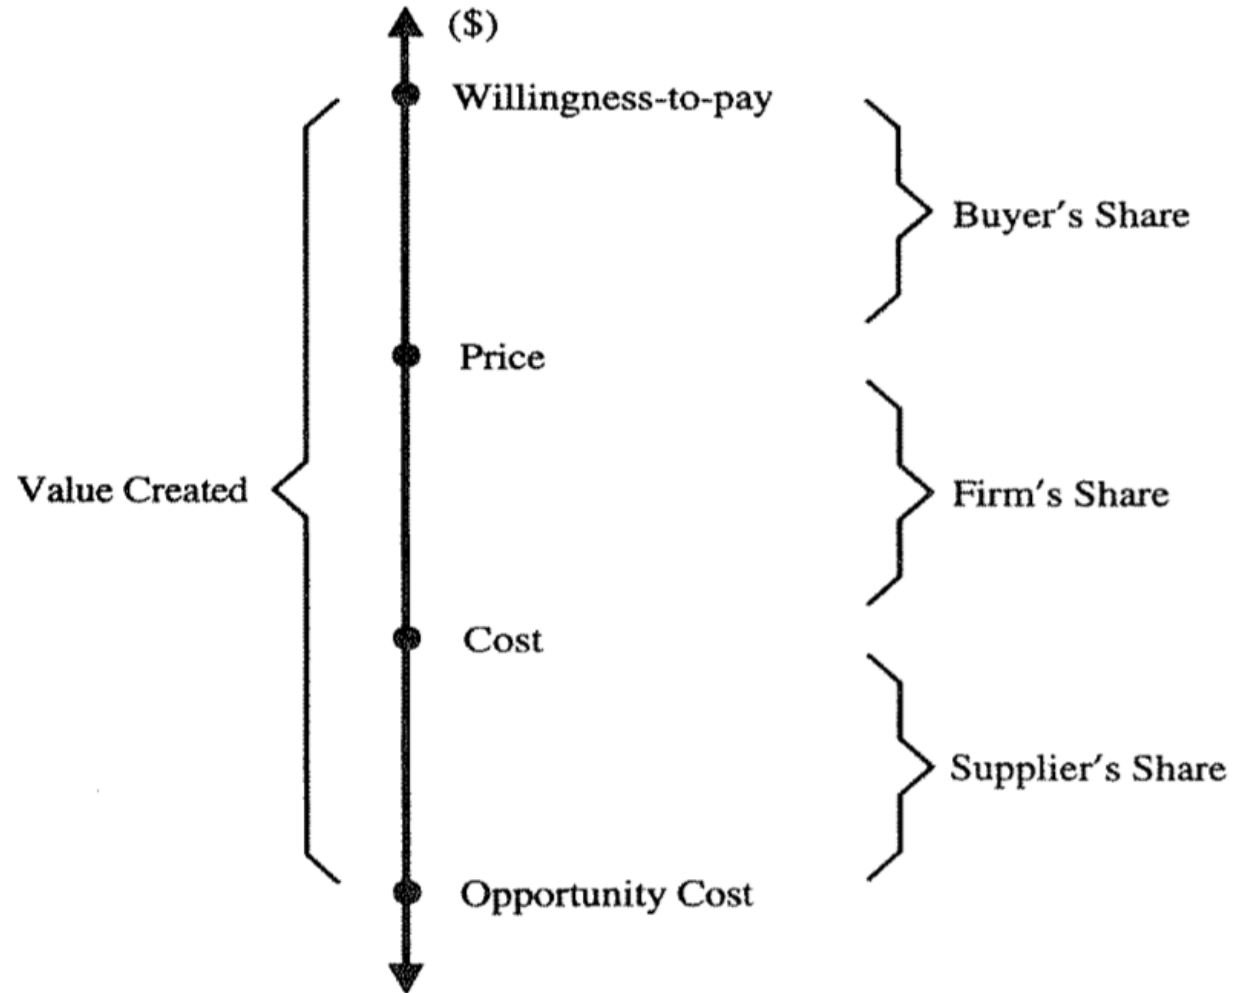 ($)
Willingness-to-pay
Buyer's Share
Price
Value Created
Firm's Share
Cost
Supplier's Share
Opportunity Cost